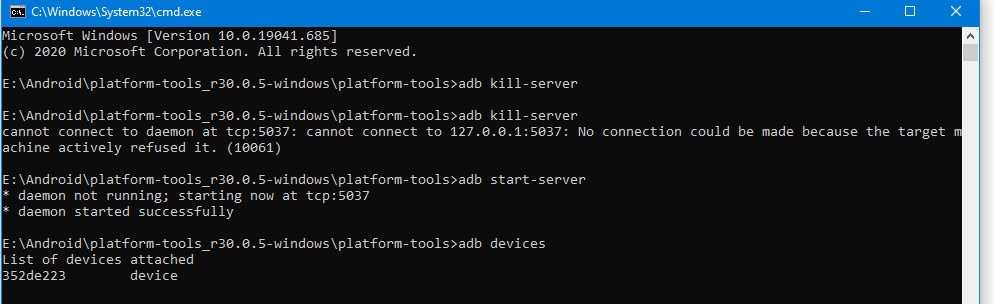 C:\Windows\System32\cmd.exe
Microsoft Windows [Version 10.0.19041.685]
(c) 2020 Microsoft Corporation. All rights reserved.
E:\Android\platform-tools_r30.0.5-windows\platform-tools>adb kill-server
E:\Android\platform-tools_r30.0.5-windows\platform-tools>adb kill-server
cannot connect to daemon at tcp:5037: cannot connect to 127.0.0.1:5037: No connection could be made because the target m
achine actively refused it. (10061)
E:\Android\platform-tools_r30.0.5-windows\platform-tools>adb start-server
* daemon not running; starting now at tcp:5037
* daemon started successfully
E:\Android\platform-tools_r30.0.5-windows\platform-tools>adb devices
List of devices attached
352de223        device